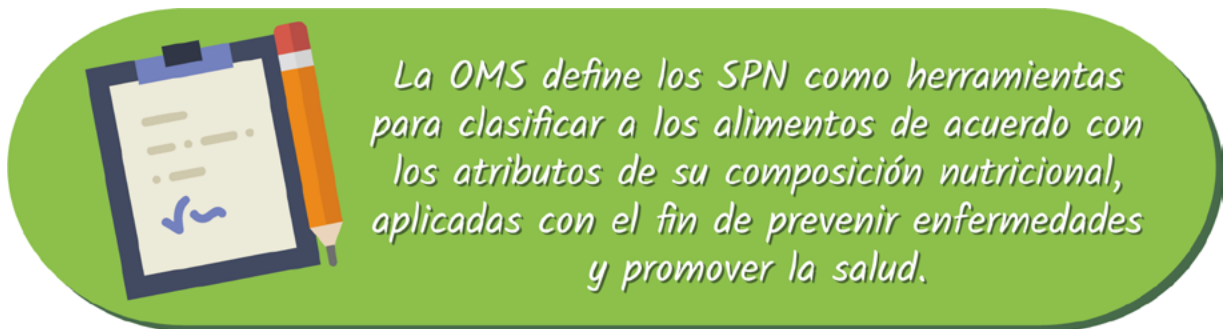 La OMS define los SPN como herramientas
para clasificar a los alimentos de acuerdo con
los atributos de su composición nutricional,
aplicadas con el fin de prevenir enfermedades
y promover la salud.